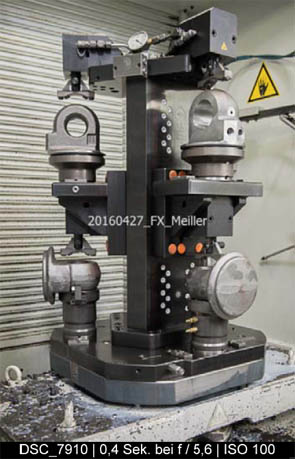 20160427_FX_Meiller
DSC_7910 | 0,4 Sek. bei f / 5,6 | ISO 100